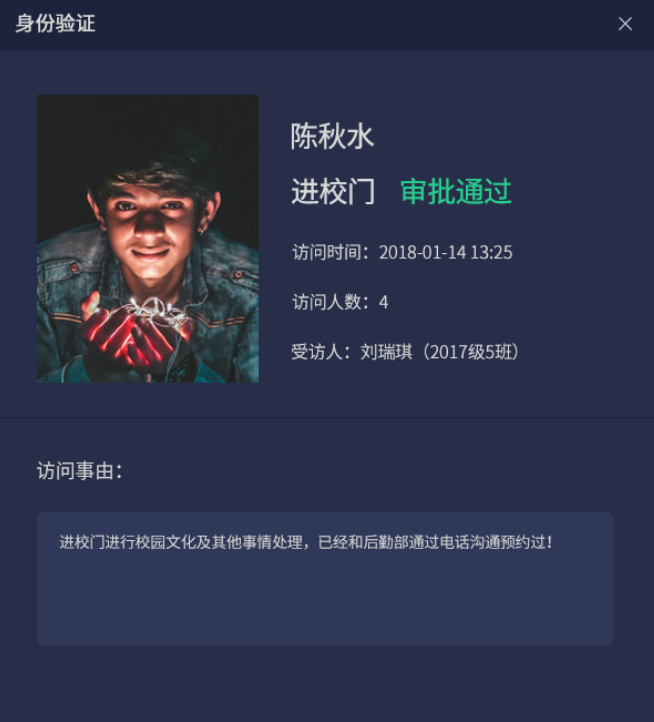 身份验证
陈秋水
进校门 审批通过
访问时间：2018-01-14 13:25
访问人数：4
受访人：刘瑞琪（2017级5班）
访问事由：
进校门进行校园文化及其他事情处理，已经和后勤部通过电话沟通预约过！